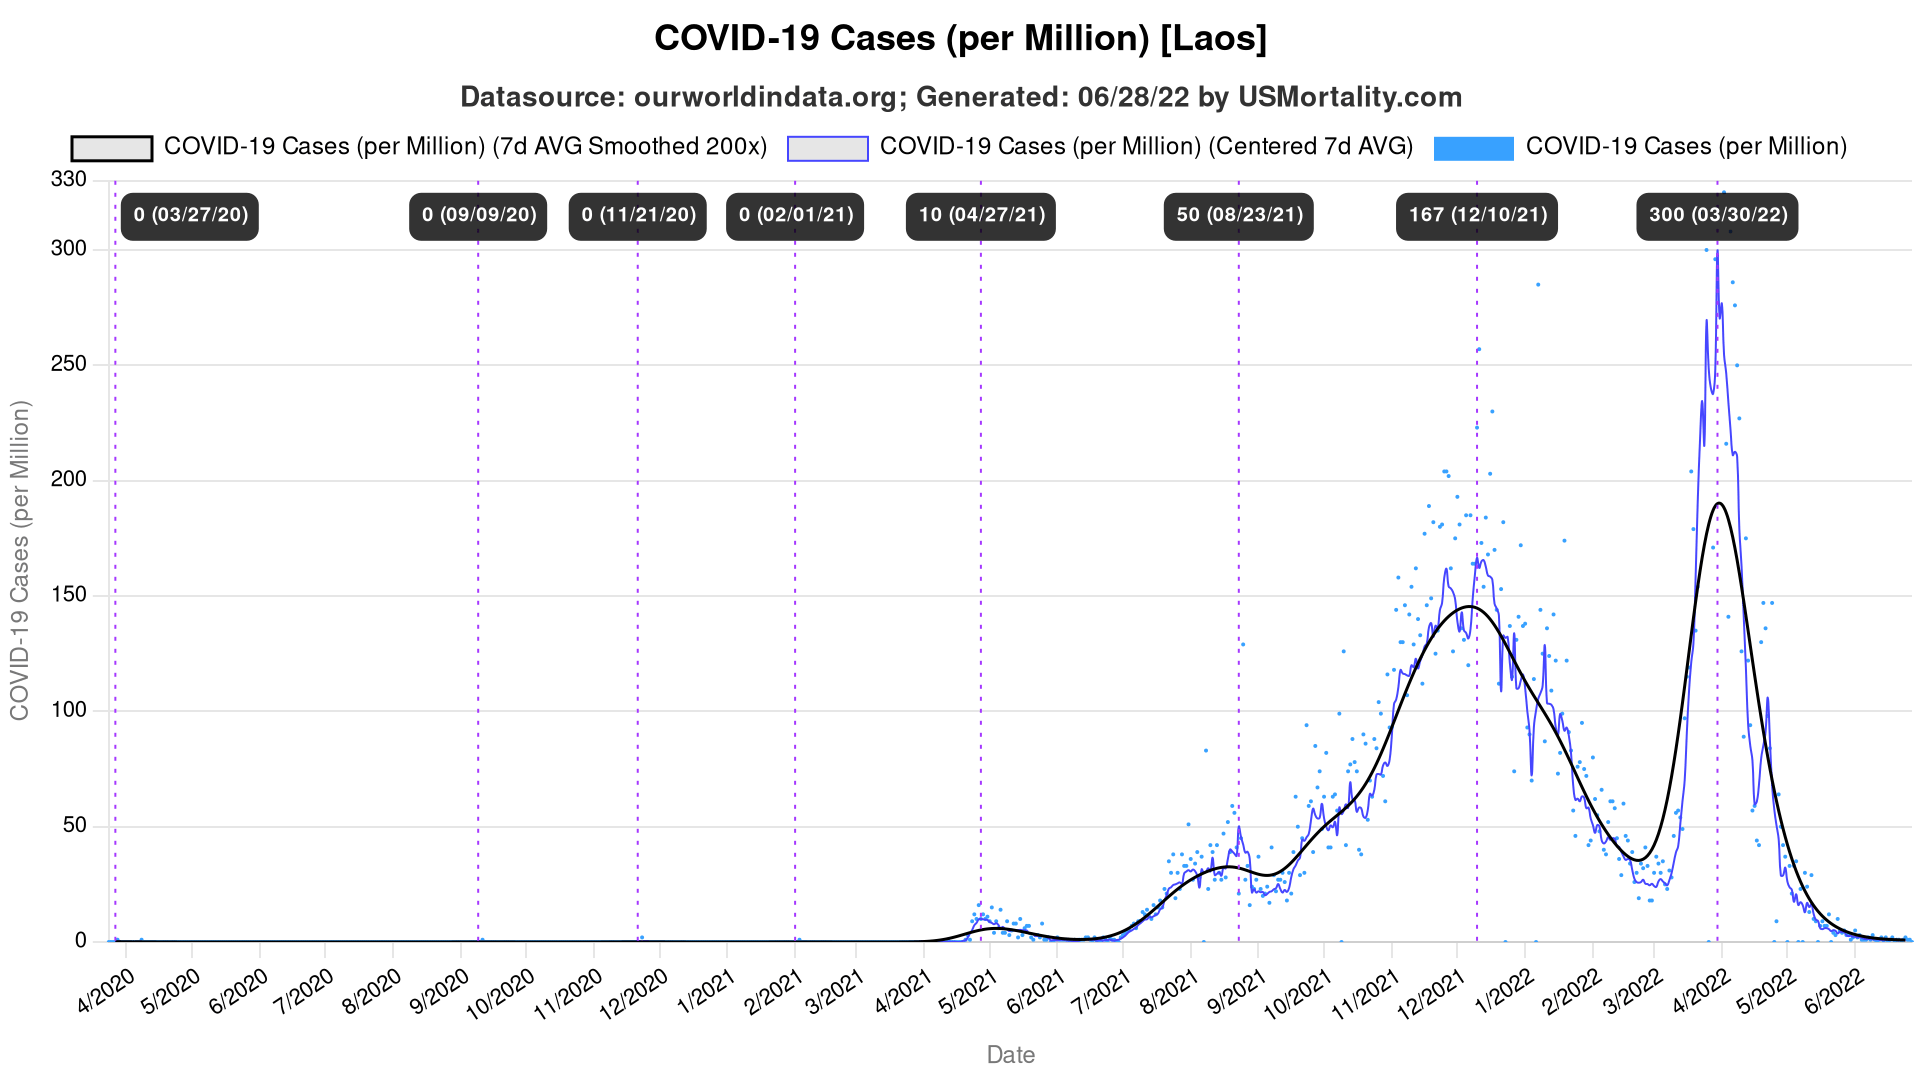 COVID-19 Cases (per Million) [Laos]
Datasource: ourworldindata.org; Generated: 06/28/22 by USMortality.com
COVID-19 Cases (per Million) (7d AVG Smoothed 200x) COVID-19 Cases (per Million) (Centered 7d AVG) COVID-19 Cases (per Million)
330
0 (03/27/20) 0 (09/09/20) 0 (11/21/20) 0 (02/01/21) 10 (04/27/21) 50 (08/23/21) 167 (12/10/21) 300 (03/30/22)
300
250
200
150
100
50
0
COVID-19 Cases (per Million)
4/2020 5/2020 6/2020 7/2020 8/2020 9/2020 10/2020 11/2020 12/2020 1/2021 2/2021 3/2021 4/2021 5/2021 6/2021 7/2021 8/2021 9/2021 10/2021 11/2021 12/2021 1/2022 2/2022 3/2022 4/2022 5/2022 6/2022
Date